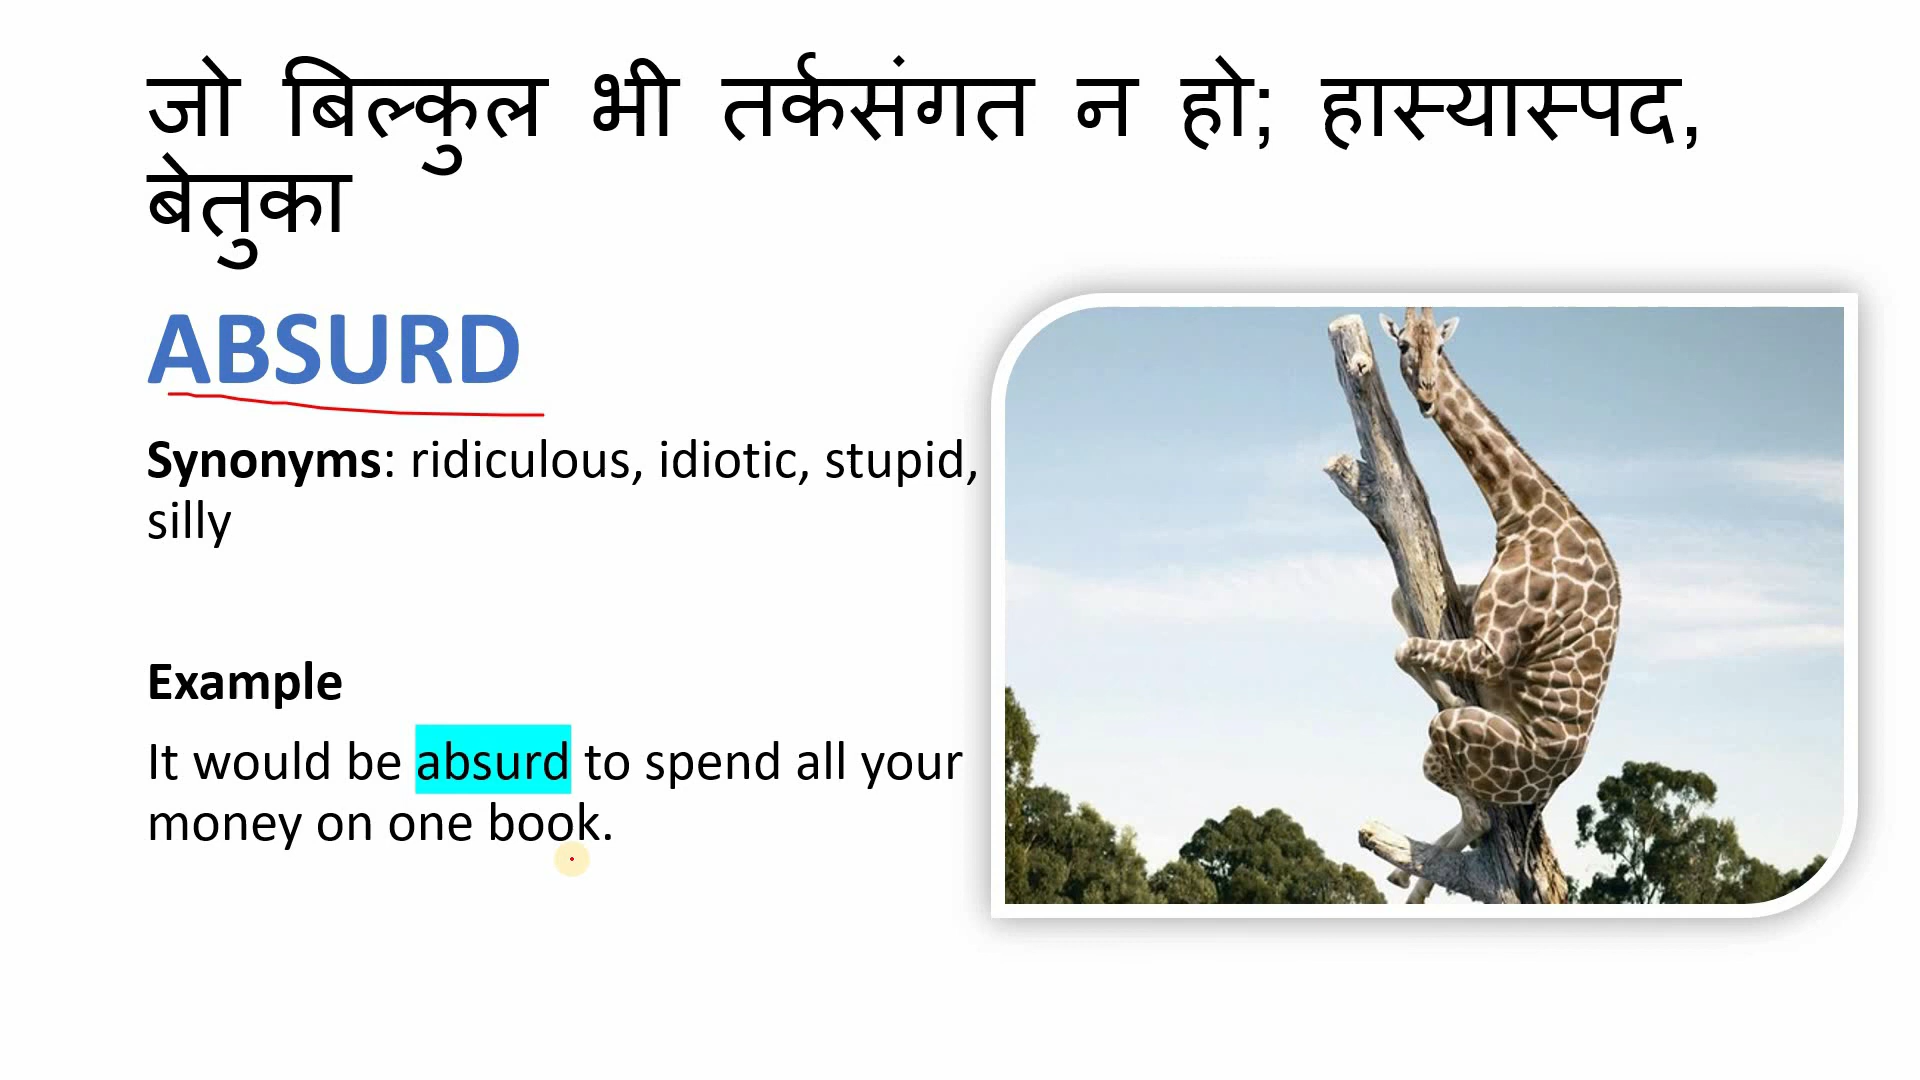 जो बिल्कुल भी तर्कसंगत न हो; हास्यास्पद,
बेतुका
ABSURD
Synonyms: ridiculous, idiotic, stupid,
silly
Example
It would be absurd to spend all your
money on one book.